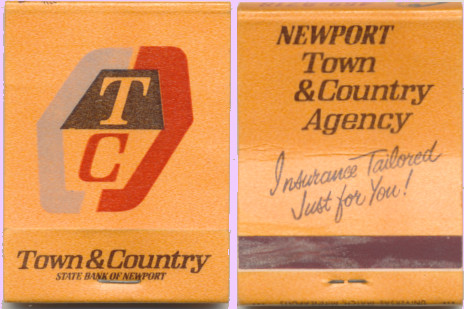 T
C
Town & Country
STATE BANK OF NEWPORT
NEWPORT
Town
& Country
Agency
Insurance Tailored
Just for You!